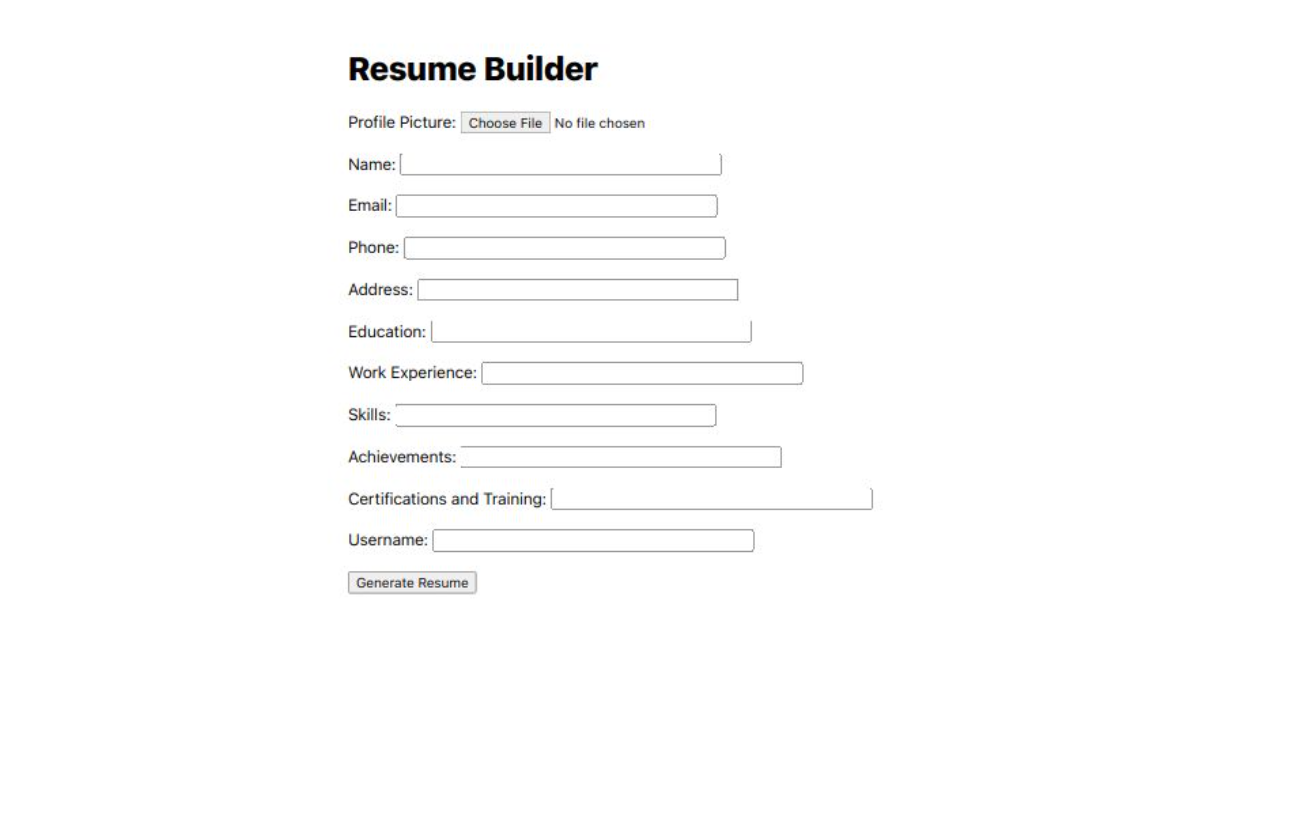 Resume Builder
Profile Picture: Choose File No file chosen
Name:
Email:
Phone:
Address:
Education:
Work Experience:
Skills:
Achievements:
Certifications and Training:
Username:
Generate Resume